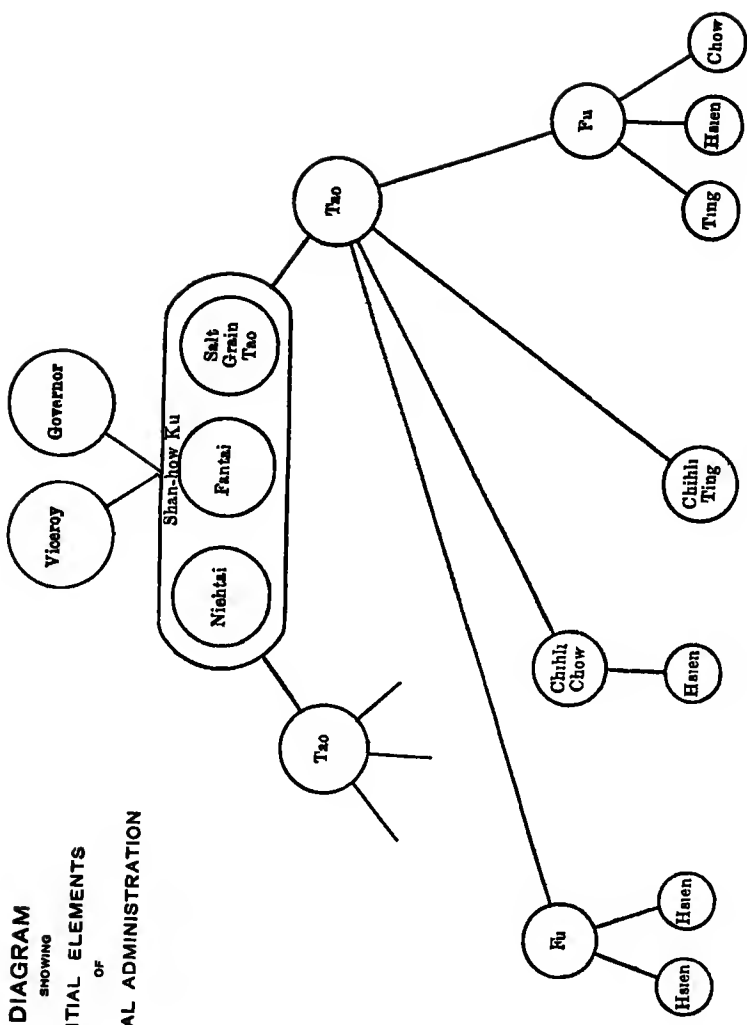 DIAGRAM
SHOWING
TIAL ELEMENTS
OF
AL ADMINISTRATION
Viceroy
Governor
Shan-how Ku
Niehtai
Fantai
Salt
Grain
Tao
Tao
Tao
Fu
Hsien
Hsien
Chihli
Chow
Hsien
Chihli
Ting
Fu
Ting
Hsien
Chow